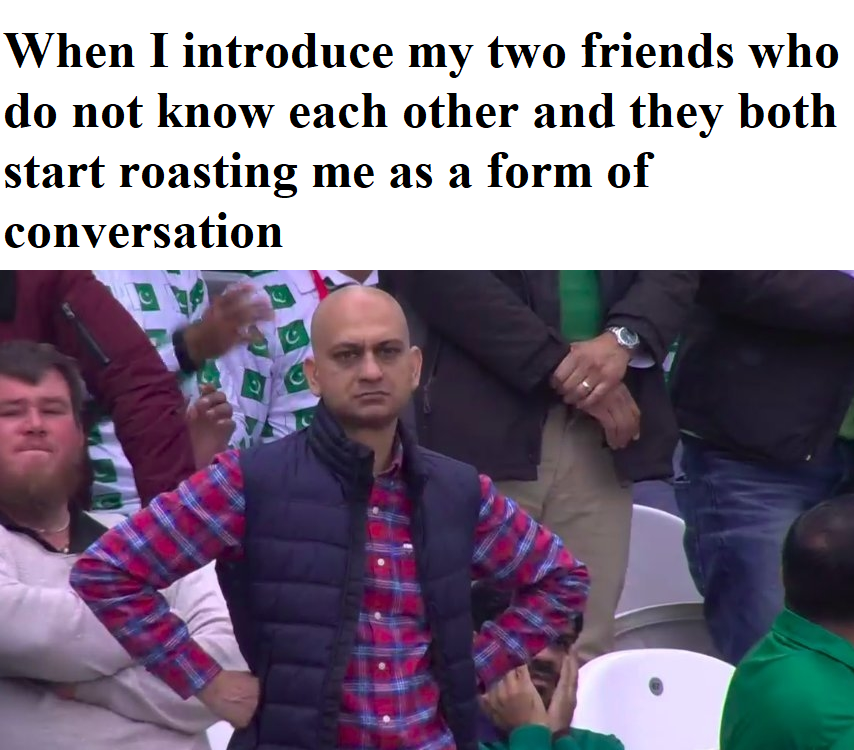 When I introduce my two friends who
do not know each other and they both
start roasting me as a form of
conversation